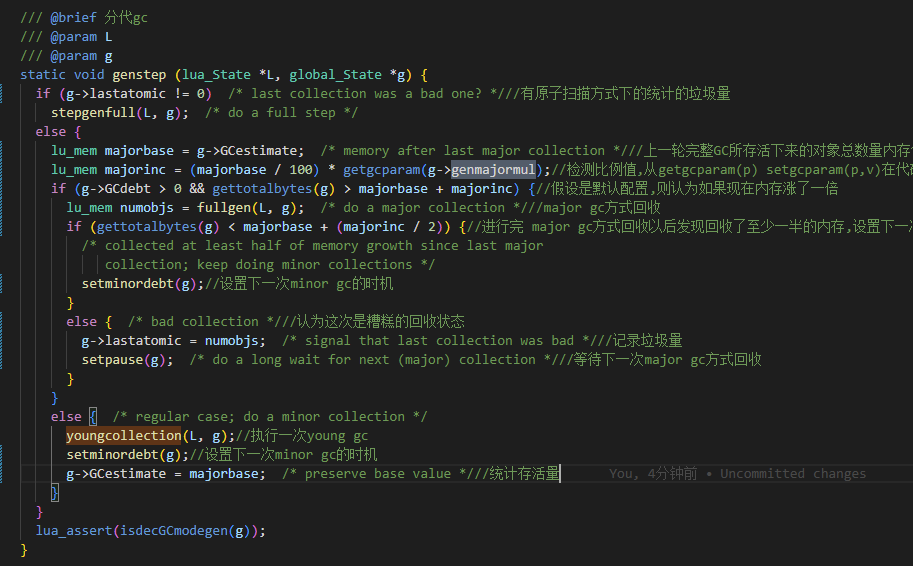 /// @brief 分代gc
/// @param L
/// @param g
static void genstep (lua_State *L, global_State *g) {
  if (g->lastatomic != 0)  /* last collection was a bad one? *///有原子扫描方式下的统计的垃圾量
    stepgenfull(L, g);  /* do a full step */
  else {
    lu_mem majorbase = g->GCestimate;  /* memory after last major collection *///上一轮完整GC所存活下来的对象总数量内存
    lu_mem majorinc = (majorbase / 100) * getgcparam(g->genmajormul);//检测比例值,从getgcparam(p) setgcparam(p,v)在代
    if (g->GCdebt > 0 && gettotalbytes(g) > majorbase + majorinc) {//假设是默认配置,则认为如果现在内存涨了一倍
      lu_mem numobjs = fullgen(L, g);  /* do a major collection *///major gc方式回收
      if (gettotalbytes(g) < majorbase + (majorinc / 2)) {//进行完 major gc方式回收以后发现回收了至少一半的内存,设置下一
        /* collected at least half of memory growth since last major
           collection; keep doing minor collections */
        setminordebt(g);//设置下一次minor gc的时机
      }
      else {  /* bad collection *///认为这次是槽糕的回收状态
        g->lastatomic = numobjs;  /* signal that last collection was bad *///记录垃圾量
        setpause(g);  /* do a long wait for next (major) collection *///等待下一次major gc方式回收
      }
    }
    else {  /* regular case; do a minor collection */
      youngcollection(L, g);//执行一次young gc
      setminordebt(g);//设置下一次minor gc的时机
      g->GCestimate = majorbase;  /* preserve base value *///统计存活量 You, 4分钟前 • Uncommitted changes
    }
  }
  lua_assert(isdecGCmodegen(g));
}